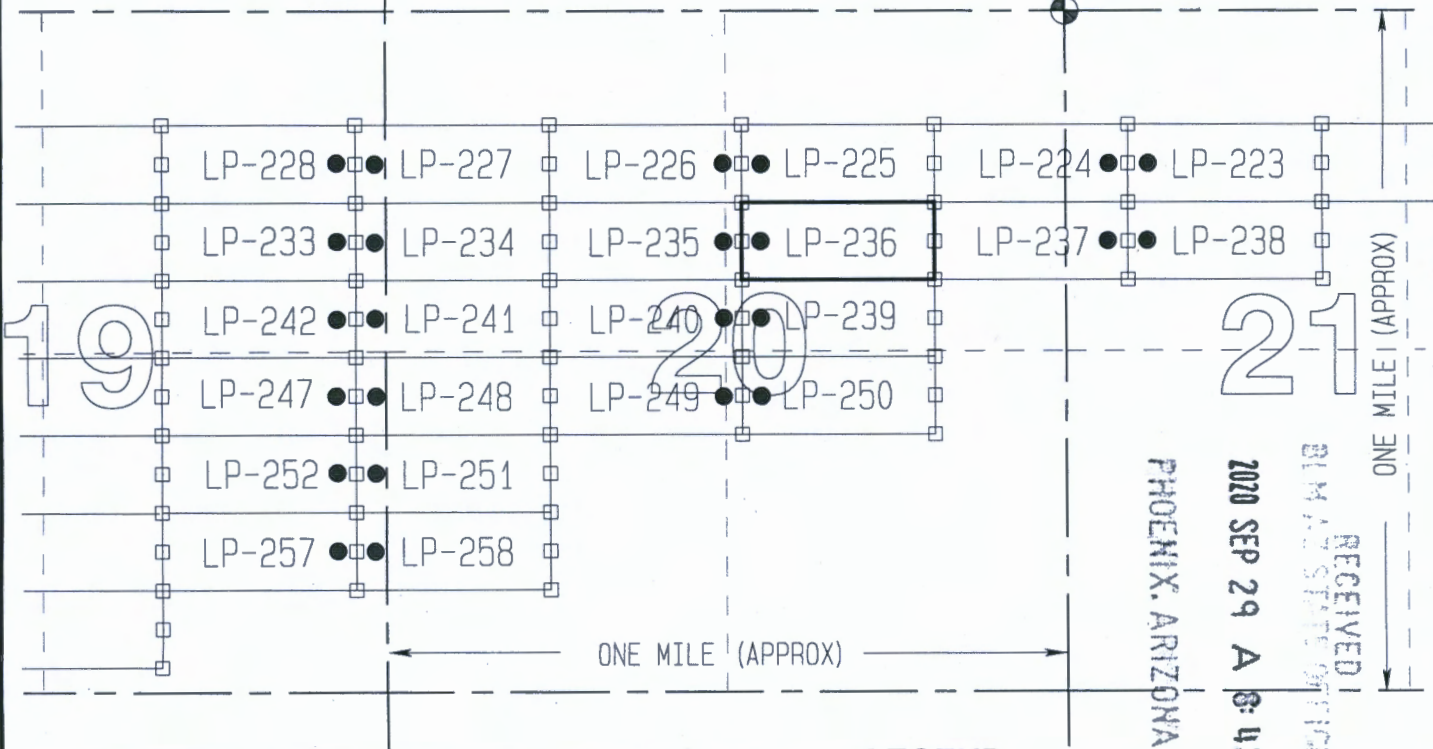 LP-228 LP-227 LP-226 LP-225 LP-224 LP-223
LP-233 LP-234 LP-235 LP-236 LP-237 LP-238
LP-242 LP-241 LP-240 LP-239
19 20 21
LP-247 LP-248 LP-249 LP-250
LP-252 LP-251
LP-257 LP-258
ONE MILE (APPROX)
ONE MILE (APPROX)
RECEIVED
2020 SEP 29 A 8:4
PHOENIX, ARIZONA